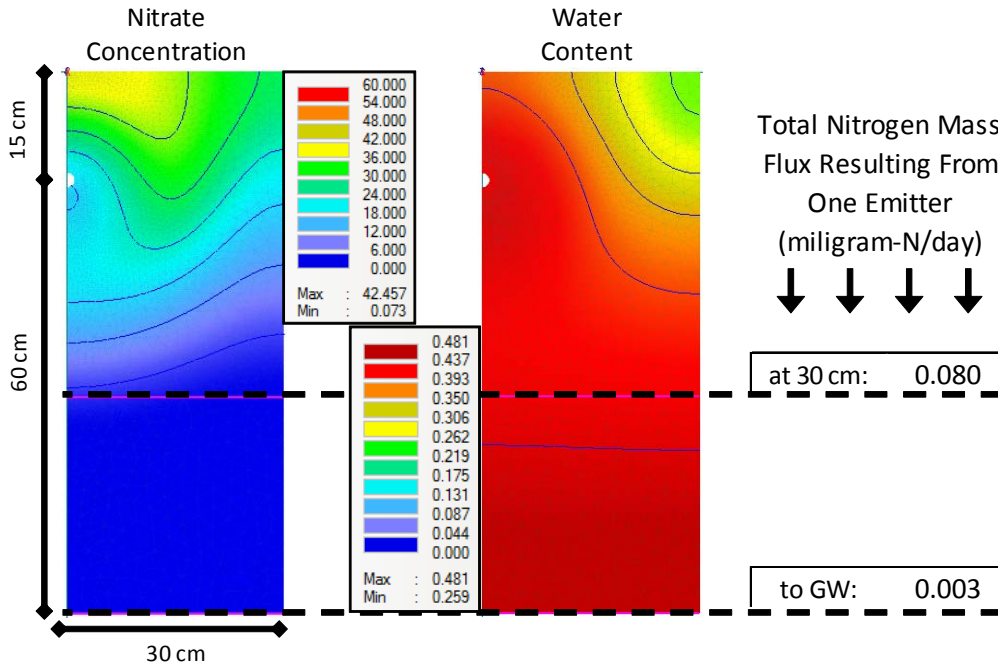 Nitrate
Concentration
Water
Content
15 cm
60 cm
30 cm
60.000
54.000
48.000
42.000
36.000
30.000
24.000
18.000
12.000
6.000
0.000
Max : 42.457
Min : 0.073
0.481
0.437
0.393
0.350
0.306
0.262
0.219
0.175
0.131
0.087
0.044
0.000
Max : 0.481
Min : 0.259
Total Nitrogen Mass
Flux Resulting From
One Emitter
(miligram-N/day)
at 30 cm: 0.080
to GW: 0.003